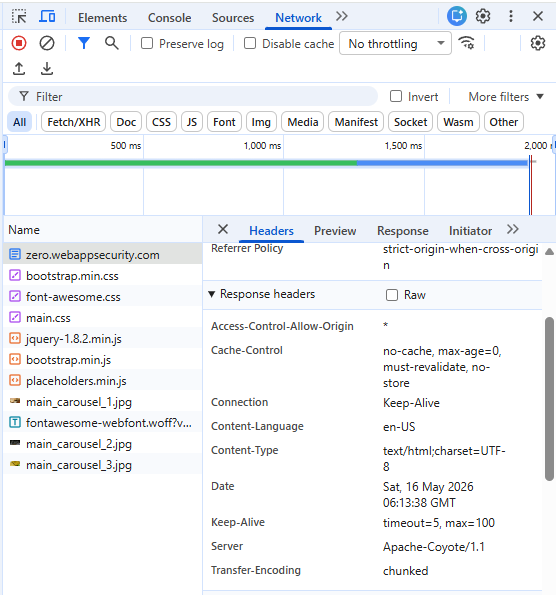 Elements Console Sources Network
Preserve log Disable cache No throttling
Filter Invert More filters
All Fetch/XHR Doc CSS JS Font Img Media Manifest Socket Wasm Other
500 ms 1,000 ms 1,500 ms 2,000 ms
Name
zero.webappsecurity.com
bootstrap.min.css
font-awesome.css
main.css
jquery-1.8.2.min.js
bootstrap.min.js
placeholders.min.js
main_carousel_1.jpg
fontawesome-webfont.woff?v...
main_carousel_2.jpg
main_carousel_3.jpg
Headers Preview Response Initiator
Referrer Policy strict-origin-when-cross-origi
n
Response headers Raw
Access-Control-Allow-Origin *
Cache-Control no-cache, max-age=0,
must-revalidate, no-
store
Connection Keep-Alive
Content-Language en-US
Content-Type text/html;charset=UTF-
8
Date Sat, 16 May 2026
06:13:38 GMT
Keep-Alive timeout=5, max=100
Server Apache-Coyote/1.1
Transfer-Encoding chunked